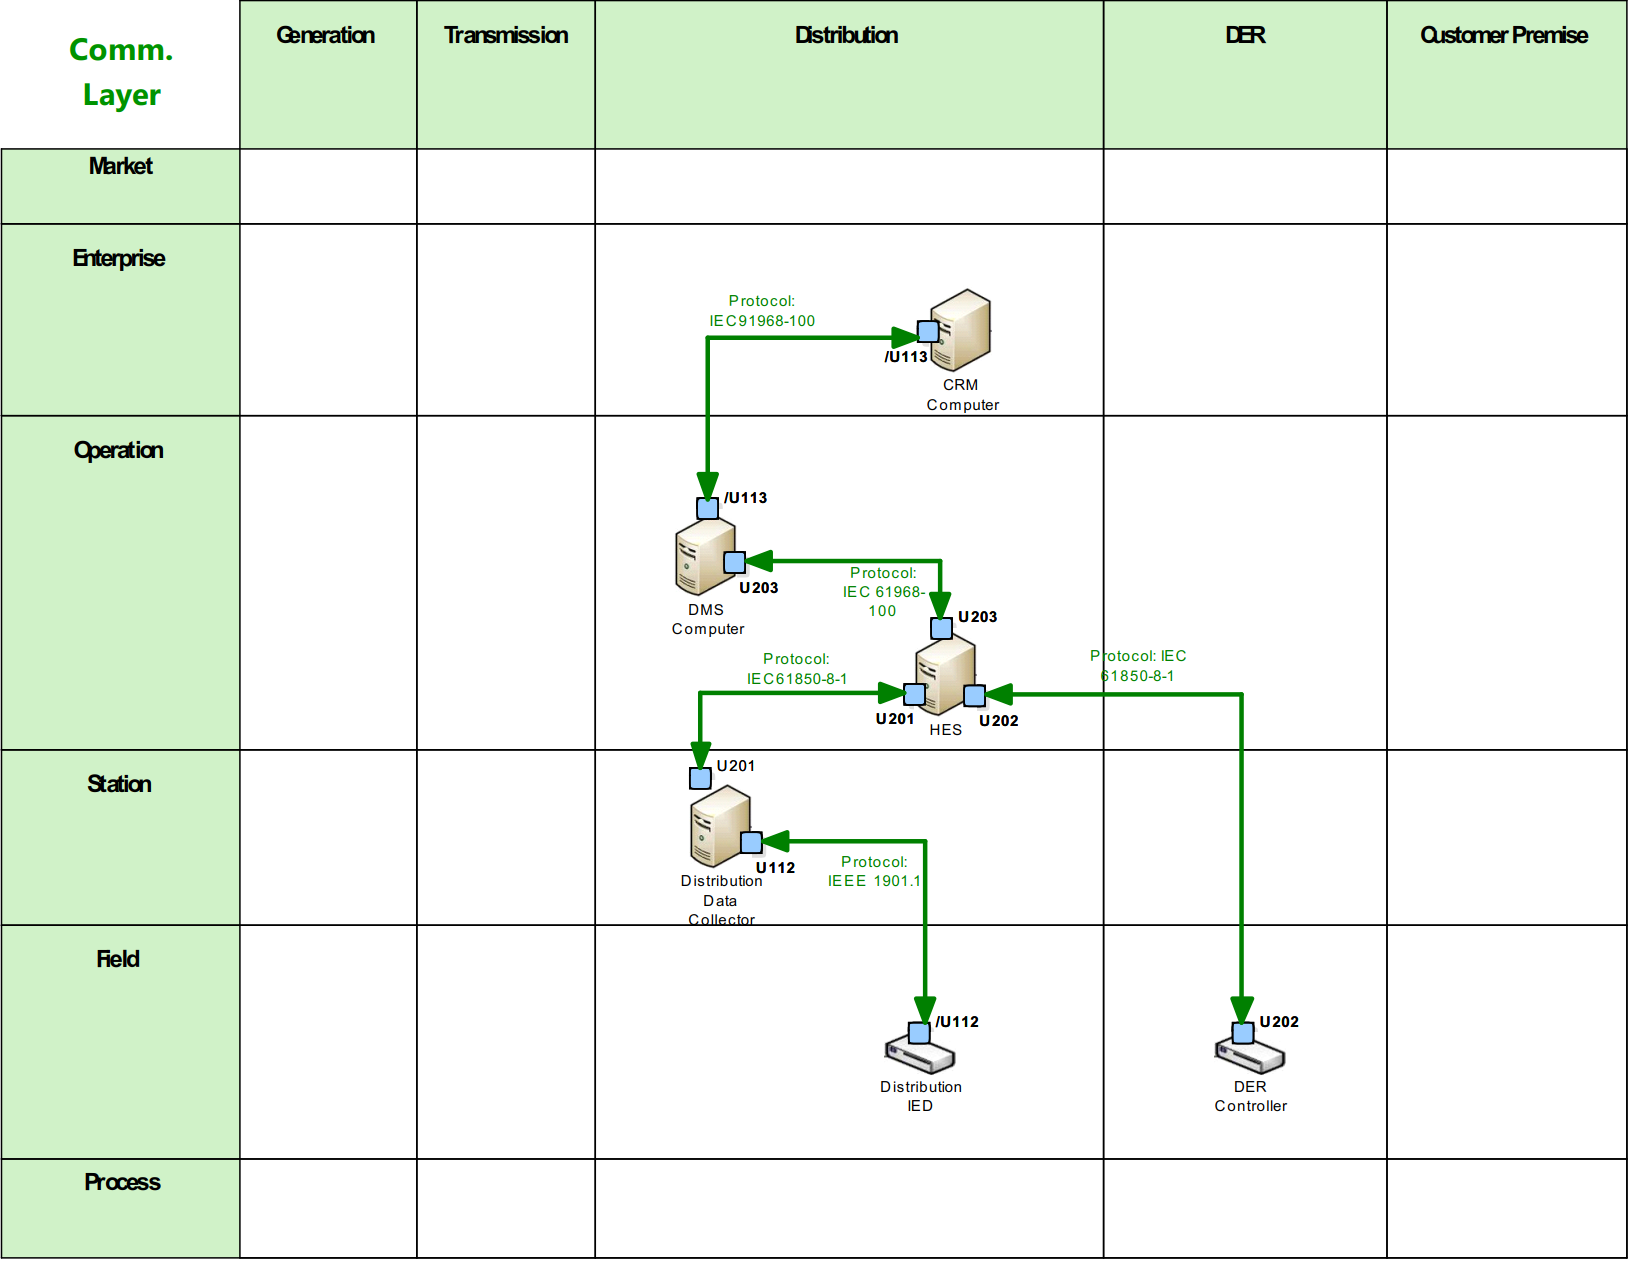 Comm.
Layer
Generation
Transmission
Distribution
DER
Customer Premise
Market
Enterprise
Protocol:
IEC91968-100
/U113
CRM
Computer
Operation
/U113
U203
DMS
Computer
Protocol:
IEC 61968-
100
U203
Protocol:
IEC61850-8-1
U201
U202
HES
Protocol: IEC
61850-8-1
Station
U201
U112
Distribution
Data
Collector
Protocol:
IEEE 1901.1
Field
/U112
Distribution
IED
U202
DER
Controller
Process